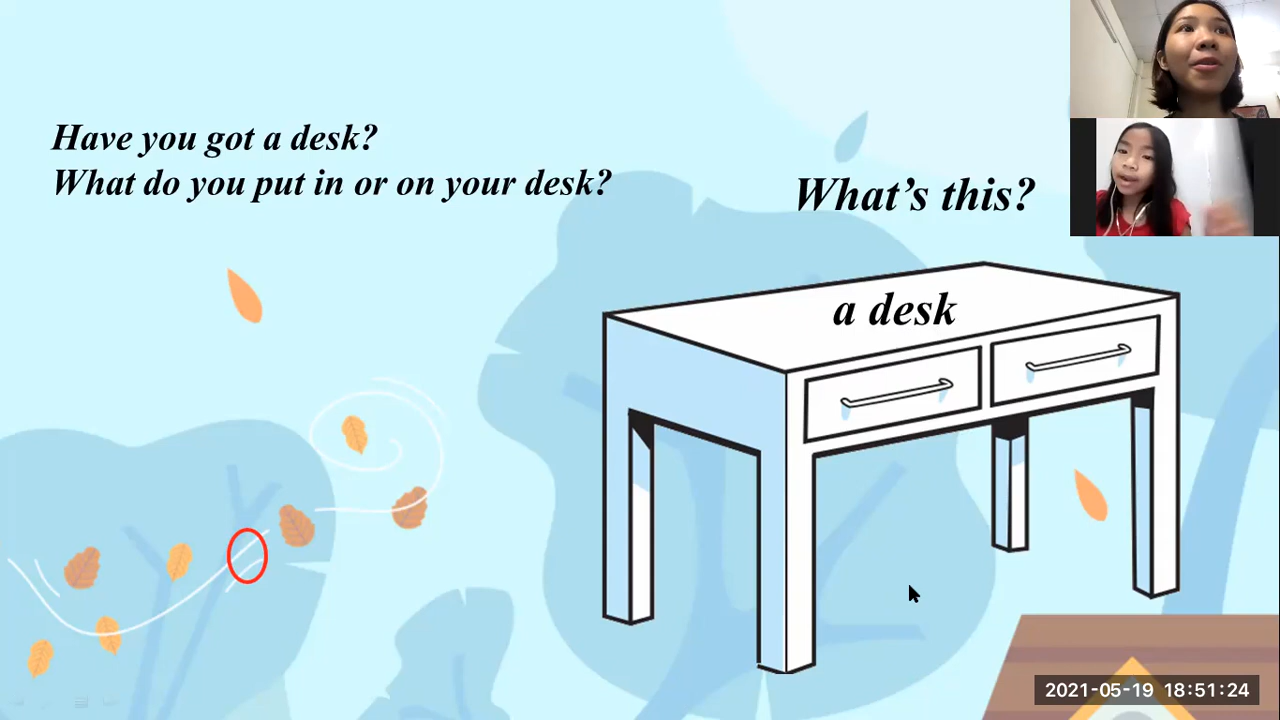 Have you got a desk?
What do you put in or on your desk?
What's this?
a desk
2021-05-19 18:51:24